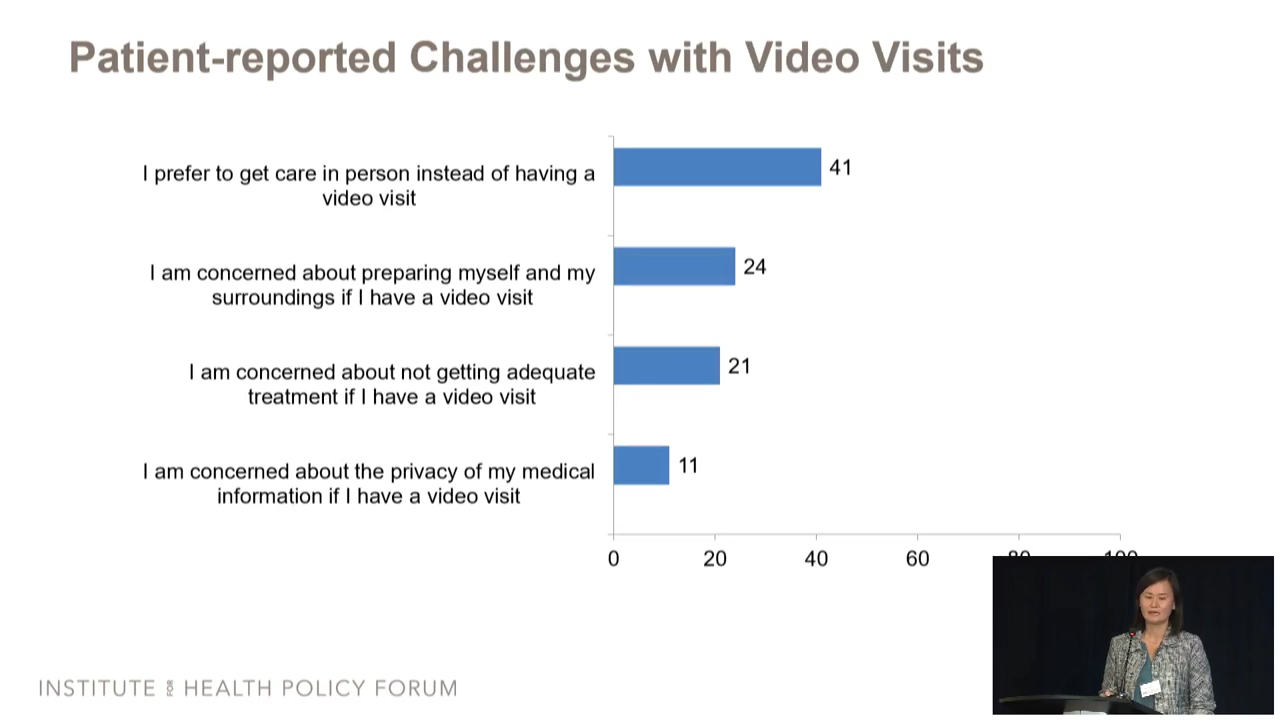 Patient-reported Challenges with Video Visits
I prefer to get care in person instead of having a
video visit
41
I am concerned about preparing myself and my
surroundings if I have a video visit
24
I am concerned about not getting adequate
treatment if I have a video visit
21
I am concerned about the privacy of my medical
information if I have a video visit
11
0 20 40 60 80 100
INSTITUTE FOR HEALTH POLICY FORUM